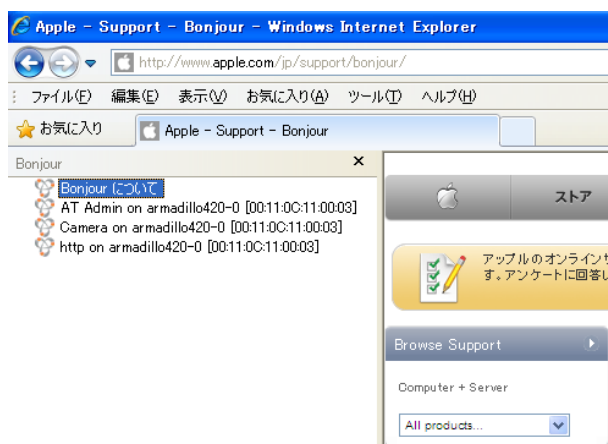 Apple - Support - Bonjour - Windows Internet Explorer
http://www.apple.com/jp/support/bonjour/
ファイル(F) 編集(E) 表示(V) お気に入り(A) ツール(T) ヘルプ(H)
お気に入り Apple - Support - Bonjour
Bonjour
Bonjour について
AT Admin on armadillo420-0 [00:11:0C:11:00:03]
Camera on armadillo420-0 [00:11:0C:11:00:03]
http on armadillo420-0 [00:11:0C:11:00:03]
ストア
アップルのオンライン
す。アンケートに回答し
Browse Support
Computer + Server
All products...